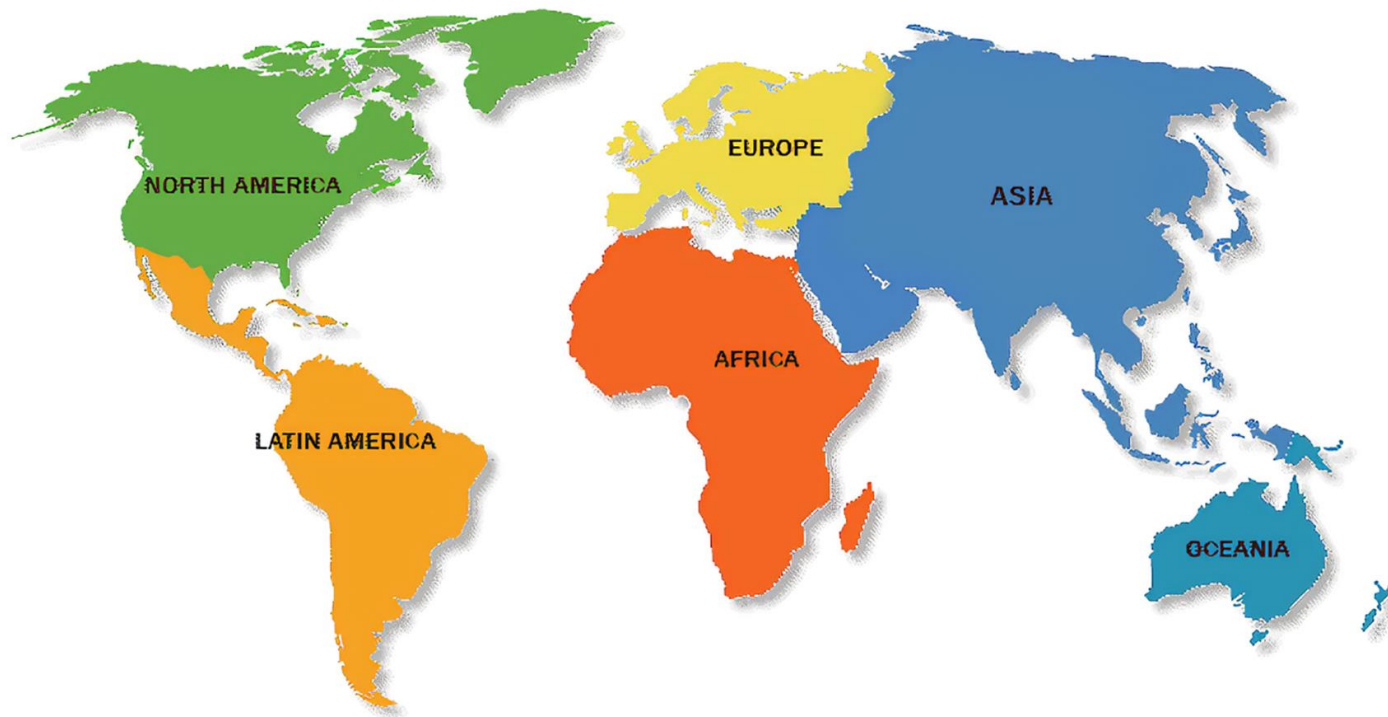 EUROPE
NORTH AMERICA
ASIA
AFRICA
LATIN AMERICA
OCEANIA